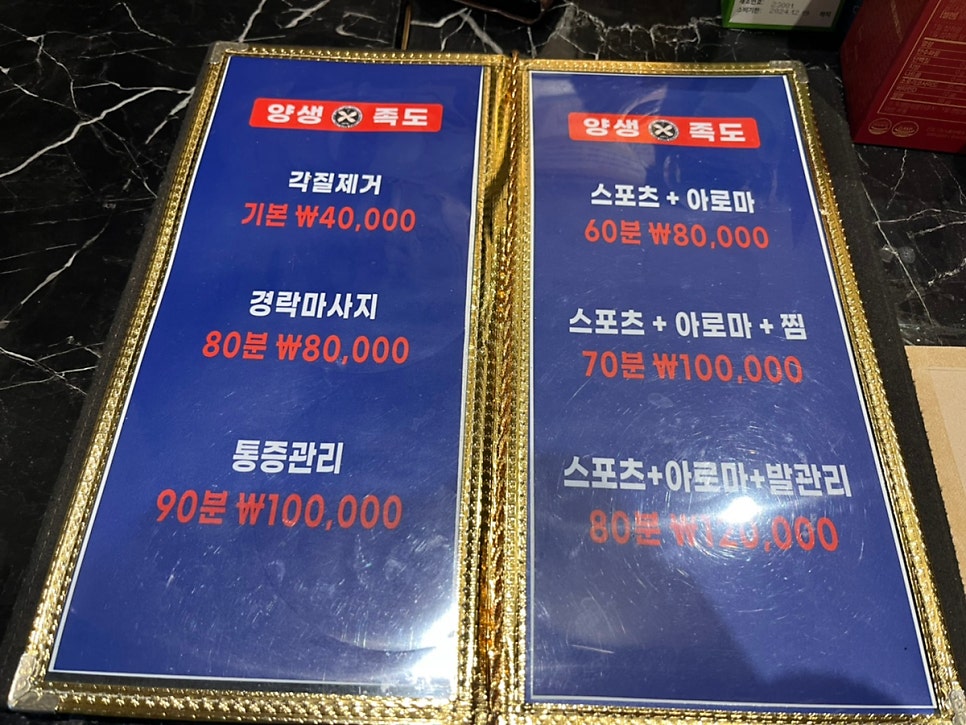 양생 족도
각질제거
기본 ₩40,000
경락마사지
80분 ₩80,000
통증관리
90분 ₩100,000
양생 족도
스포츠 + 아로마
60분 ₩80,000
스포츠 + 아로마 + 찜
70분 ₩100,000
스포츠+아로마+발관리
80분 ₩120,000